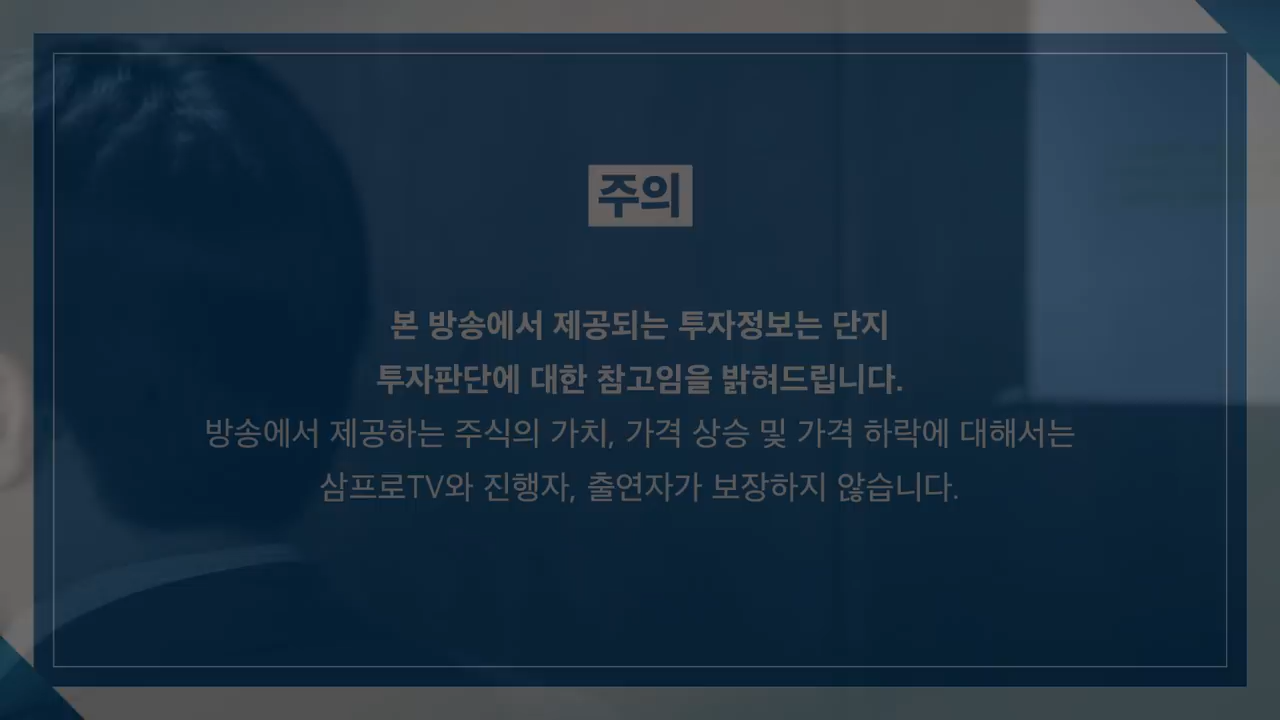 주의
본 방송에서 제공되는 투자정보는 단지
투자판단에 대한 참고임을 밝혀드립니다.
방송에서 제공하는 주식의 가치, 가격 상승 및 가격 하락에 대해서는
삼프로TV와 진행자, 출연자가 보장하지 않습니다.